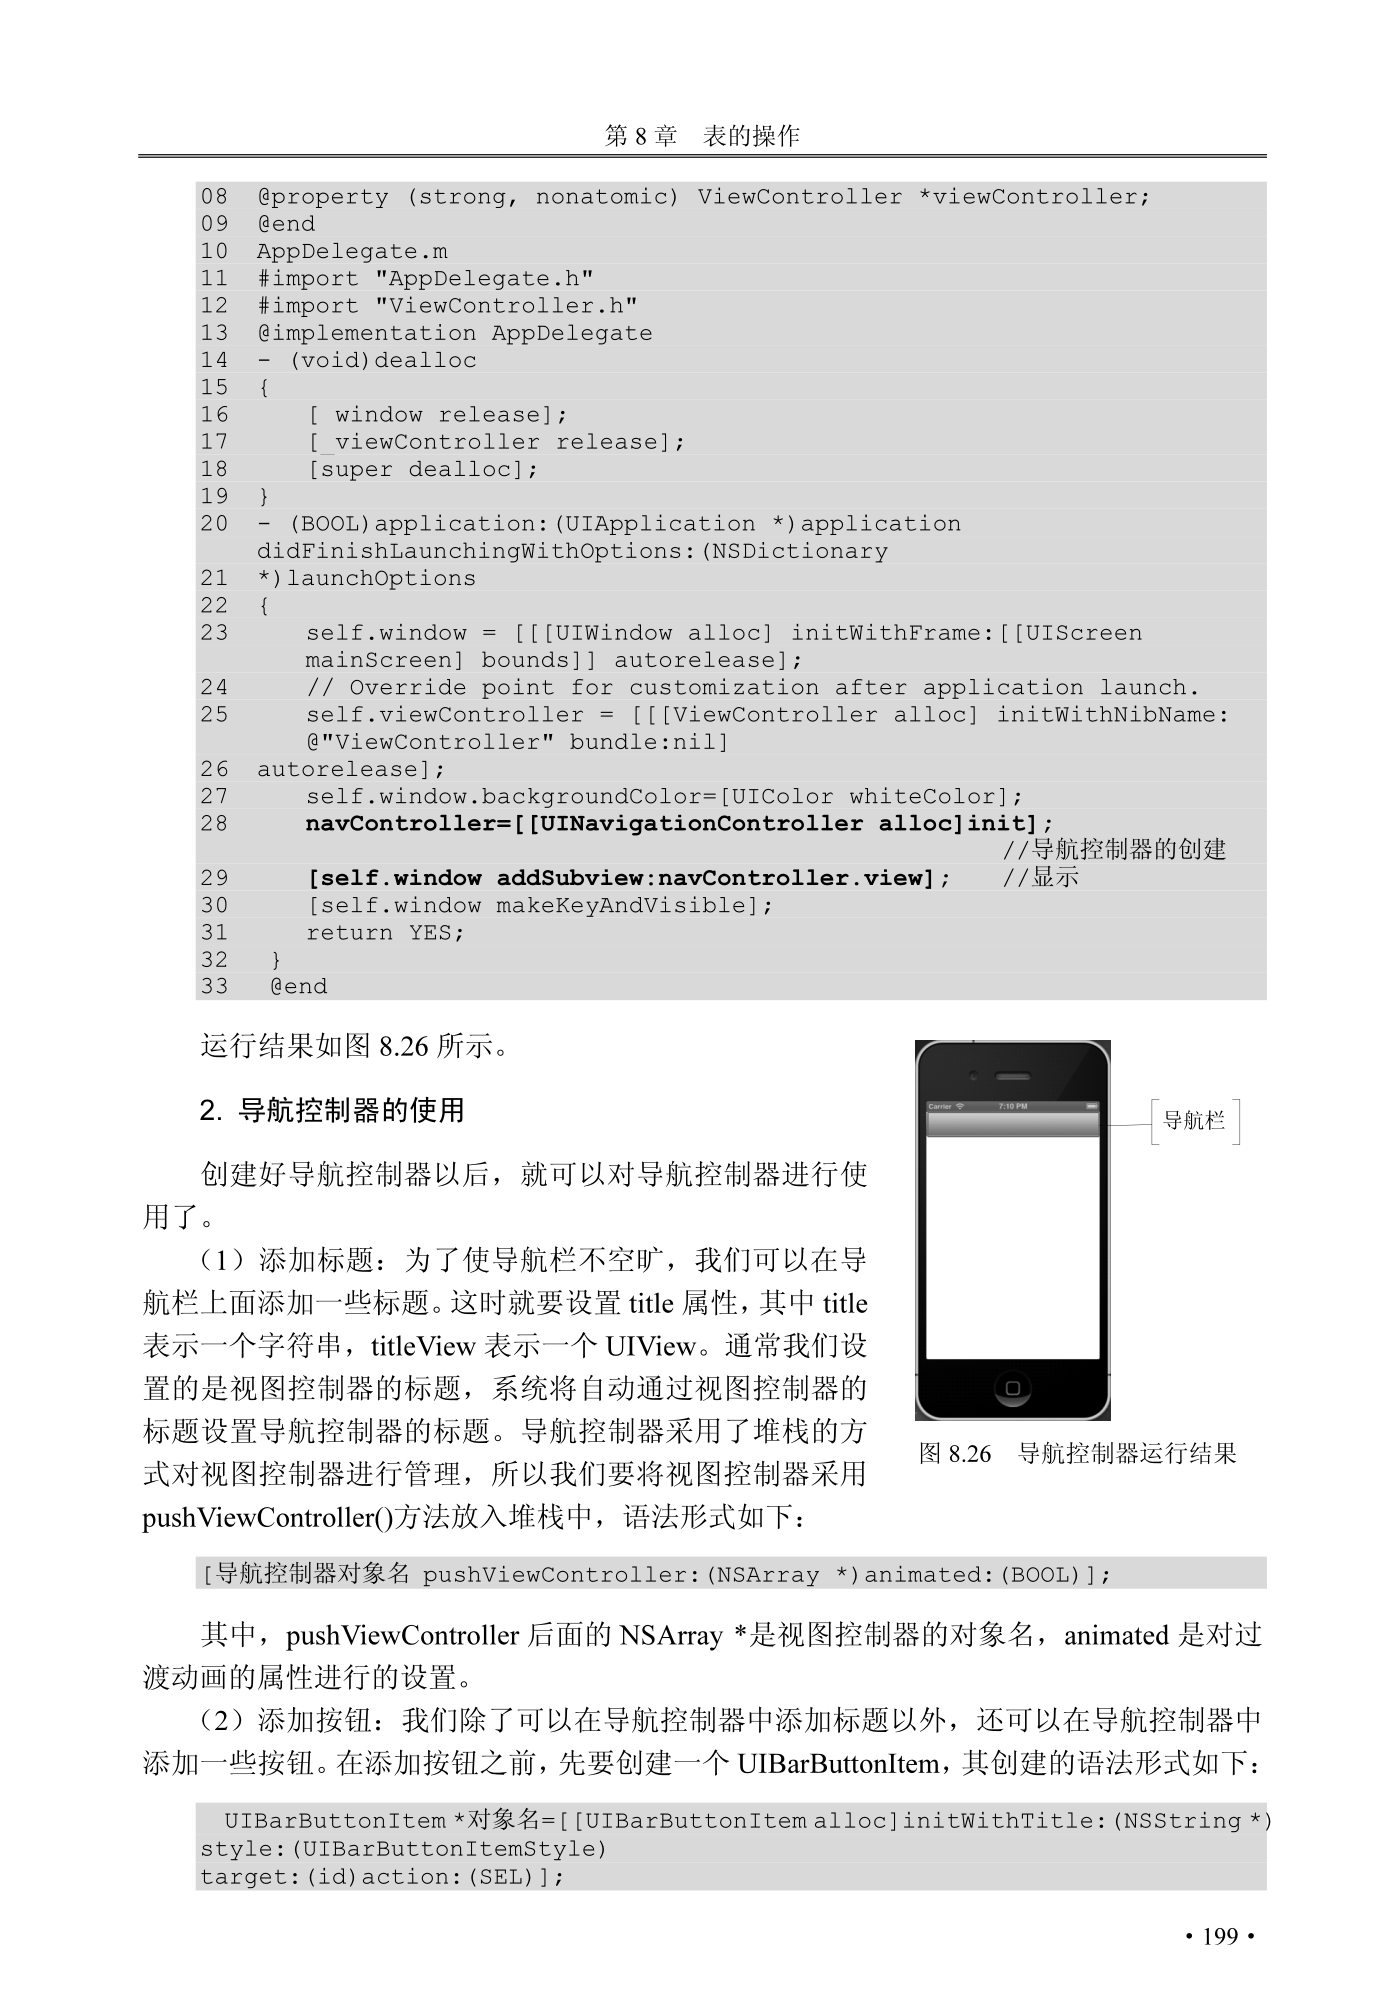 第 8 章 表的操作
08 @property (strong, nonatomic) ViewController *viewController;
09 @end
10 AppDelegate.m
11 #import "AppDelegate.h"
12 #import "ViewController.h"
13 @implementation AppDelegate
14 - (void)dealloc
15 {
16 [ window release];
17 [_viewController release];
18 [super dealloc];
19 }
20 - (BOOL)application:(UIApplication *)application
didFinishLaunchingWithOptions:(NSDictionary
21 *)launchOptions
22 {
23 self.window = [[[UIWindow alloc] initWithFrame:[[UIScreen
mainScreen] bounds]] autorelease];
24 // Override point for customization after application launch.
25 self.viewController = [[[ViewController alloc] initWithNibName:
@"ViewController" bundle:nil]
26 autorelease];
27 self.window.backgroundColor=[UIColor whiteColor];
28 navController=[[UINavigationController alloc]init];
//导航控制器的创建
29 [self.window addSubview:navController.view]; //显示
30 [self.window makeKeyAndVisible];
31 return YES;
32 }
33 @end
运行结果如图 8.26 所示。
2. 导航控制器的使用
创建好导航控制器以后，就可以对导航控制器进行使
用了。
（1）添加标题：为了使导航栏不空旷，我们可以在导
航栏上面添加一些标题。这时就要设置 title 属性，其中 title
表示一个字符串，titleView 表示一个 UIView。通常我们设
置的是视图控制器的标题，系统将自动通过视图控制器的
标题设置导航控制器的标题。导航控制器采用了堆栈的方
式对视图控制器进行管理，所以我们要将视图控制器采用
pushViewController()方法放入堆栈中，语法形式如下：
Carrier 7:10 PM
导航栏
图 8.26 导航控制器运行结果
[导航控制器对象名 pushViewController:(NSArray *)animated:(BOOL)];
其中，pushViewController 后面的 NSArray *是视图控制器的对象名，animated 是对过
渡动画的属性进行的设置。
（2）添加按钮：我们除了可以在导航控制器中添加标题以外，还可以在导航控制器中
添加一些按钮。在添加按钮之前，先要创建一个 UIBarButtonItem，其创建的语法形式如下：
UIBarButtonItem *对象名=[[UIBarButtonItem alloc]initWithTitle:(NSString *)
style:(UIBarButtonItemStyle)
target:(id)action:(SEL)];
• 199 •